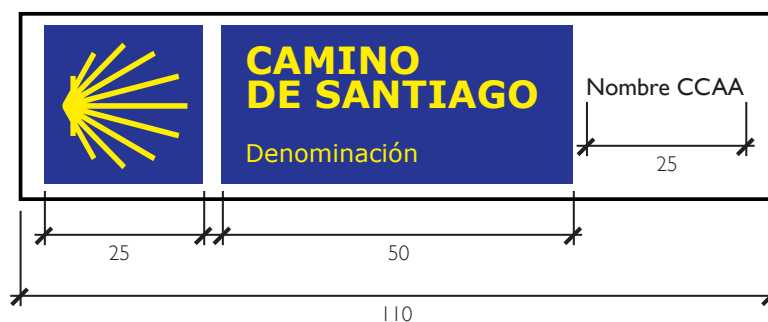 CAMINO
DE SANTIAGO
Denominación
Nombre CCAA
25
25
50
110